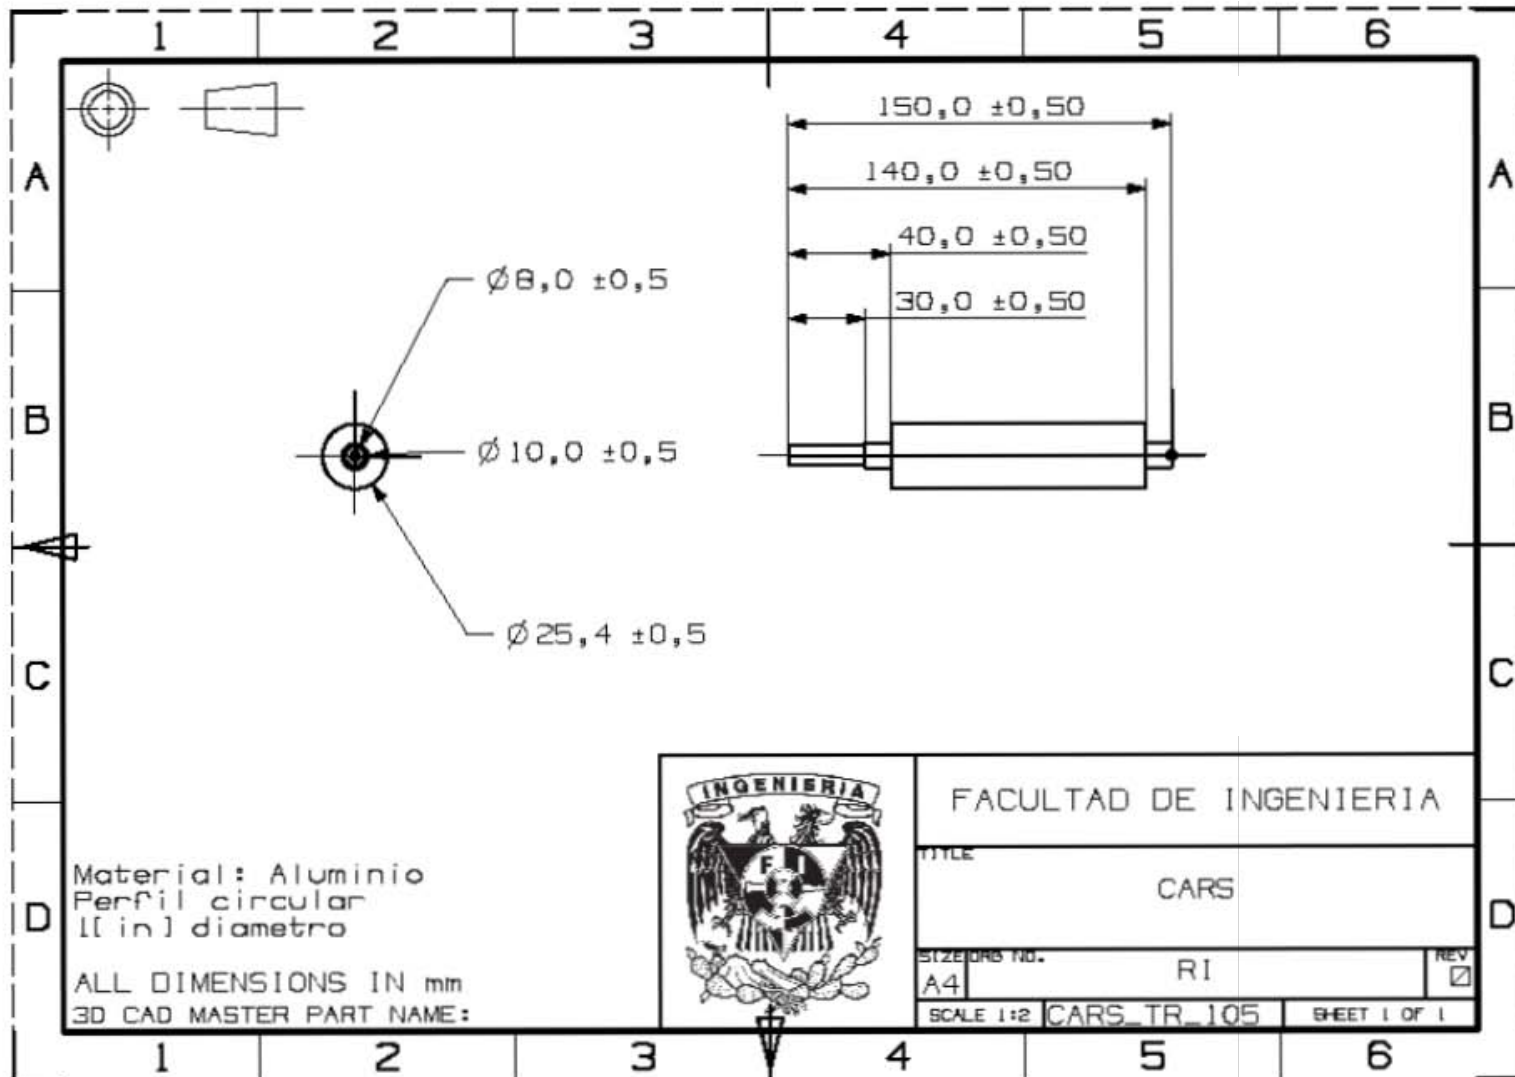 1 2 3 4 5 6
A A
150,0 ±0,50
140,0 ±0,50
40,0 ±0,50
30,0 ±0,50
Ø8,0 ±0,5
B B
Ø10,0 ±0,5
Ø25,4 ±0,5
C C
INGENIERIA
F I
FACULTAD DE INGENIERIA
TITLE
CARS
Material: Aluminio
Perfil circular
1[in] diametro
D D
SIZE DRG NO. REV
A4 RI
ALL DIMENSIONS IN mm
3D CAD MASTER PART NAME:
SCALE 1:2 CARS_TR_105 SHEET 1 OF 1
1 2 3 4 5 6